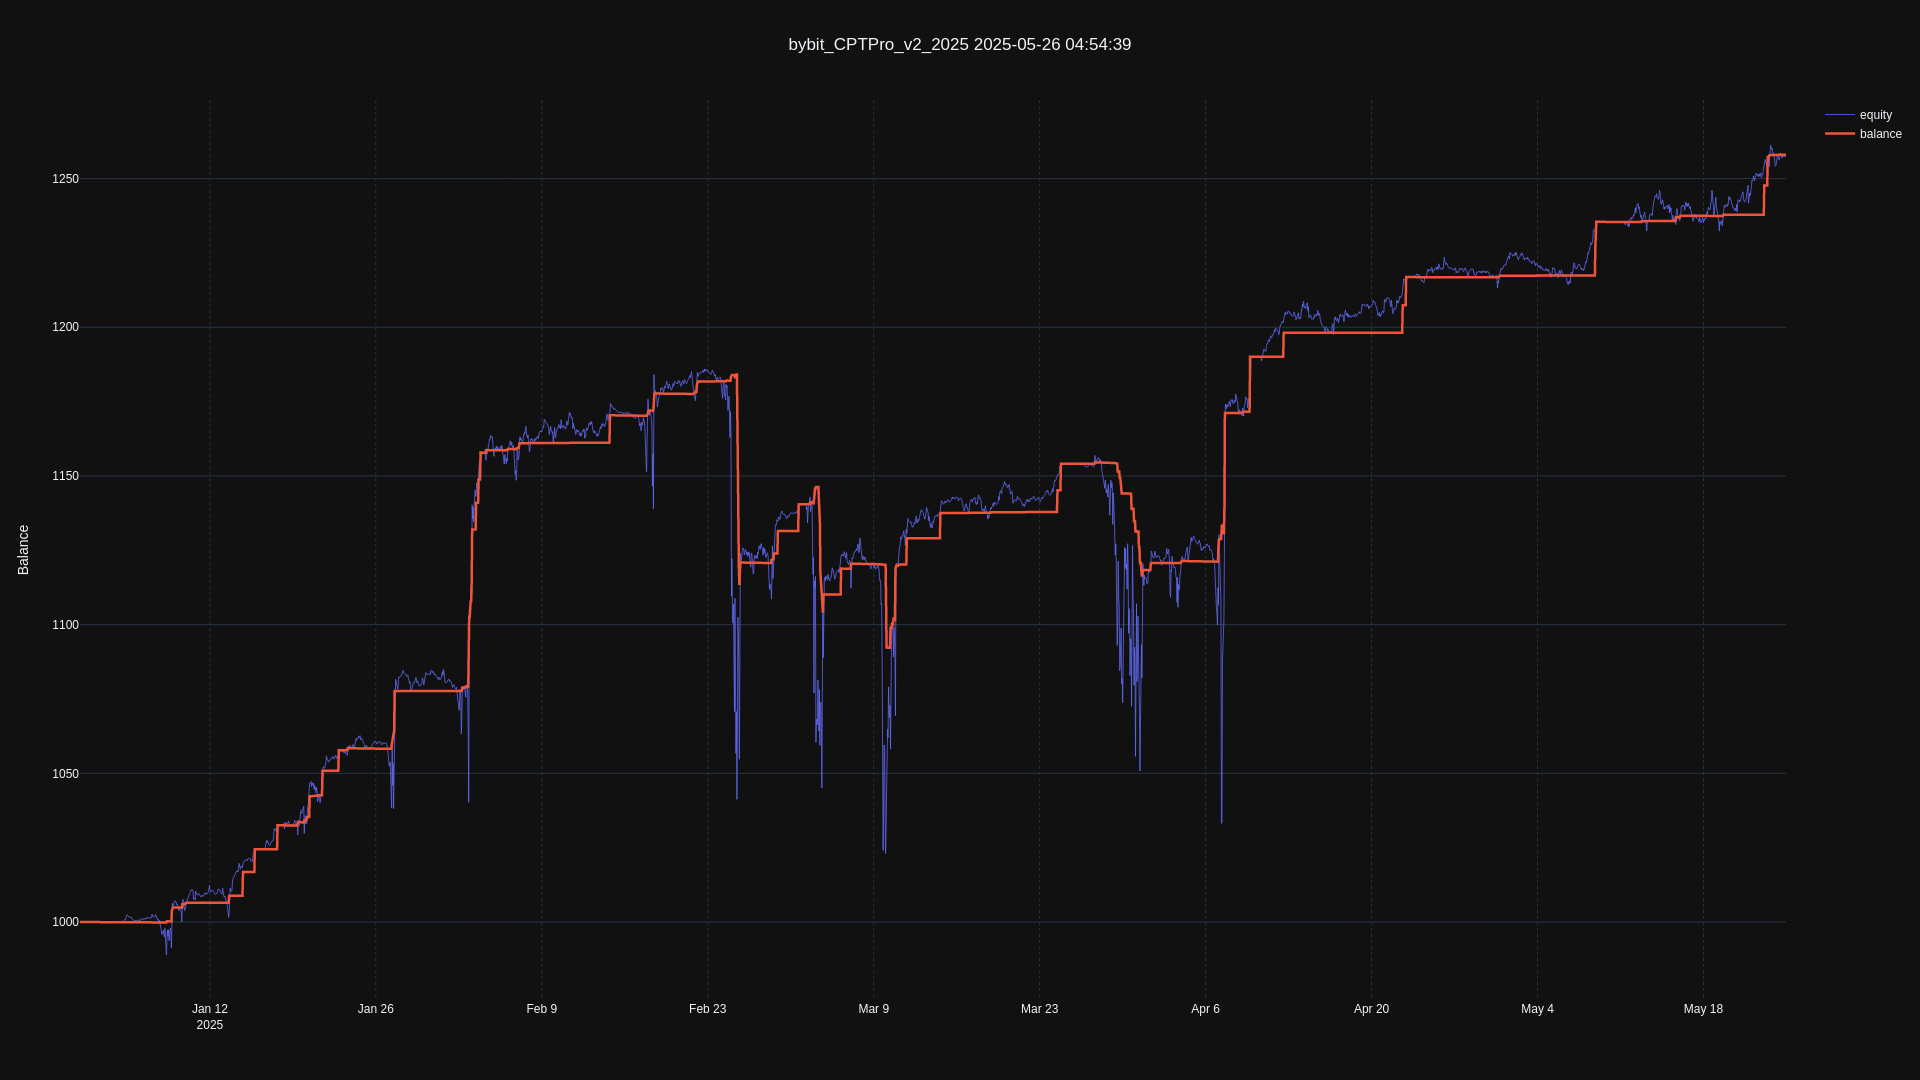 bybit_CPTPro_v2_2025 2025-05-26 04:54:39
equity
balance
Balance
1250
1200
1150
1100
1050
1000
Jan 12
2025
Jan 26
Feb 9
Feb 23
Mar 9
Mar 23
Apr 6
Apr 20
May 4
May 18